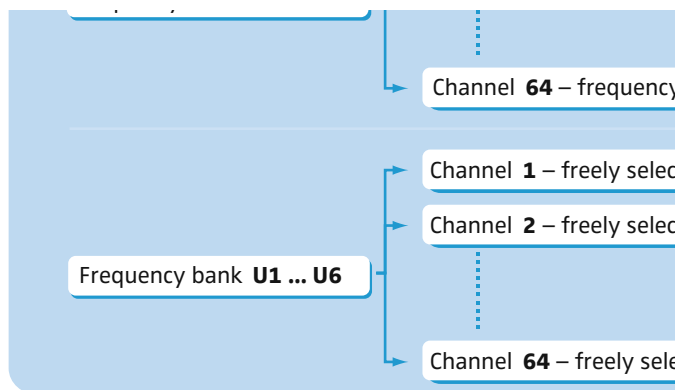 Channel 64 – frequency
Channel 1 – freely selec
Channel 2 – freely selec
Frequency bank U1 ... U6
Channel 64 – freely sele